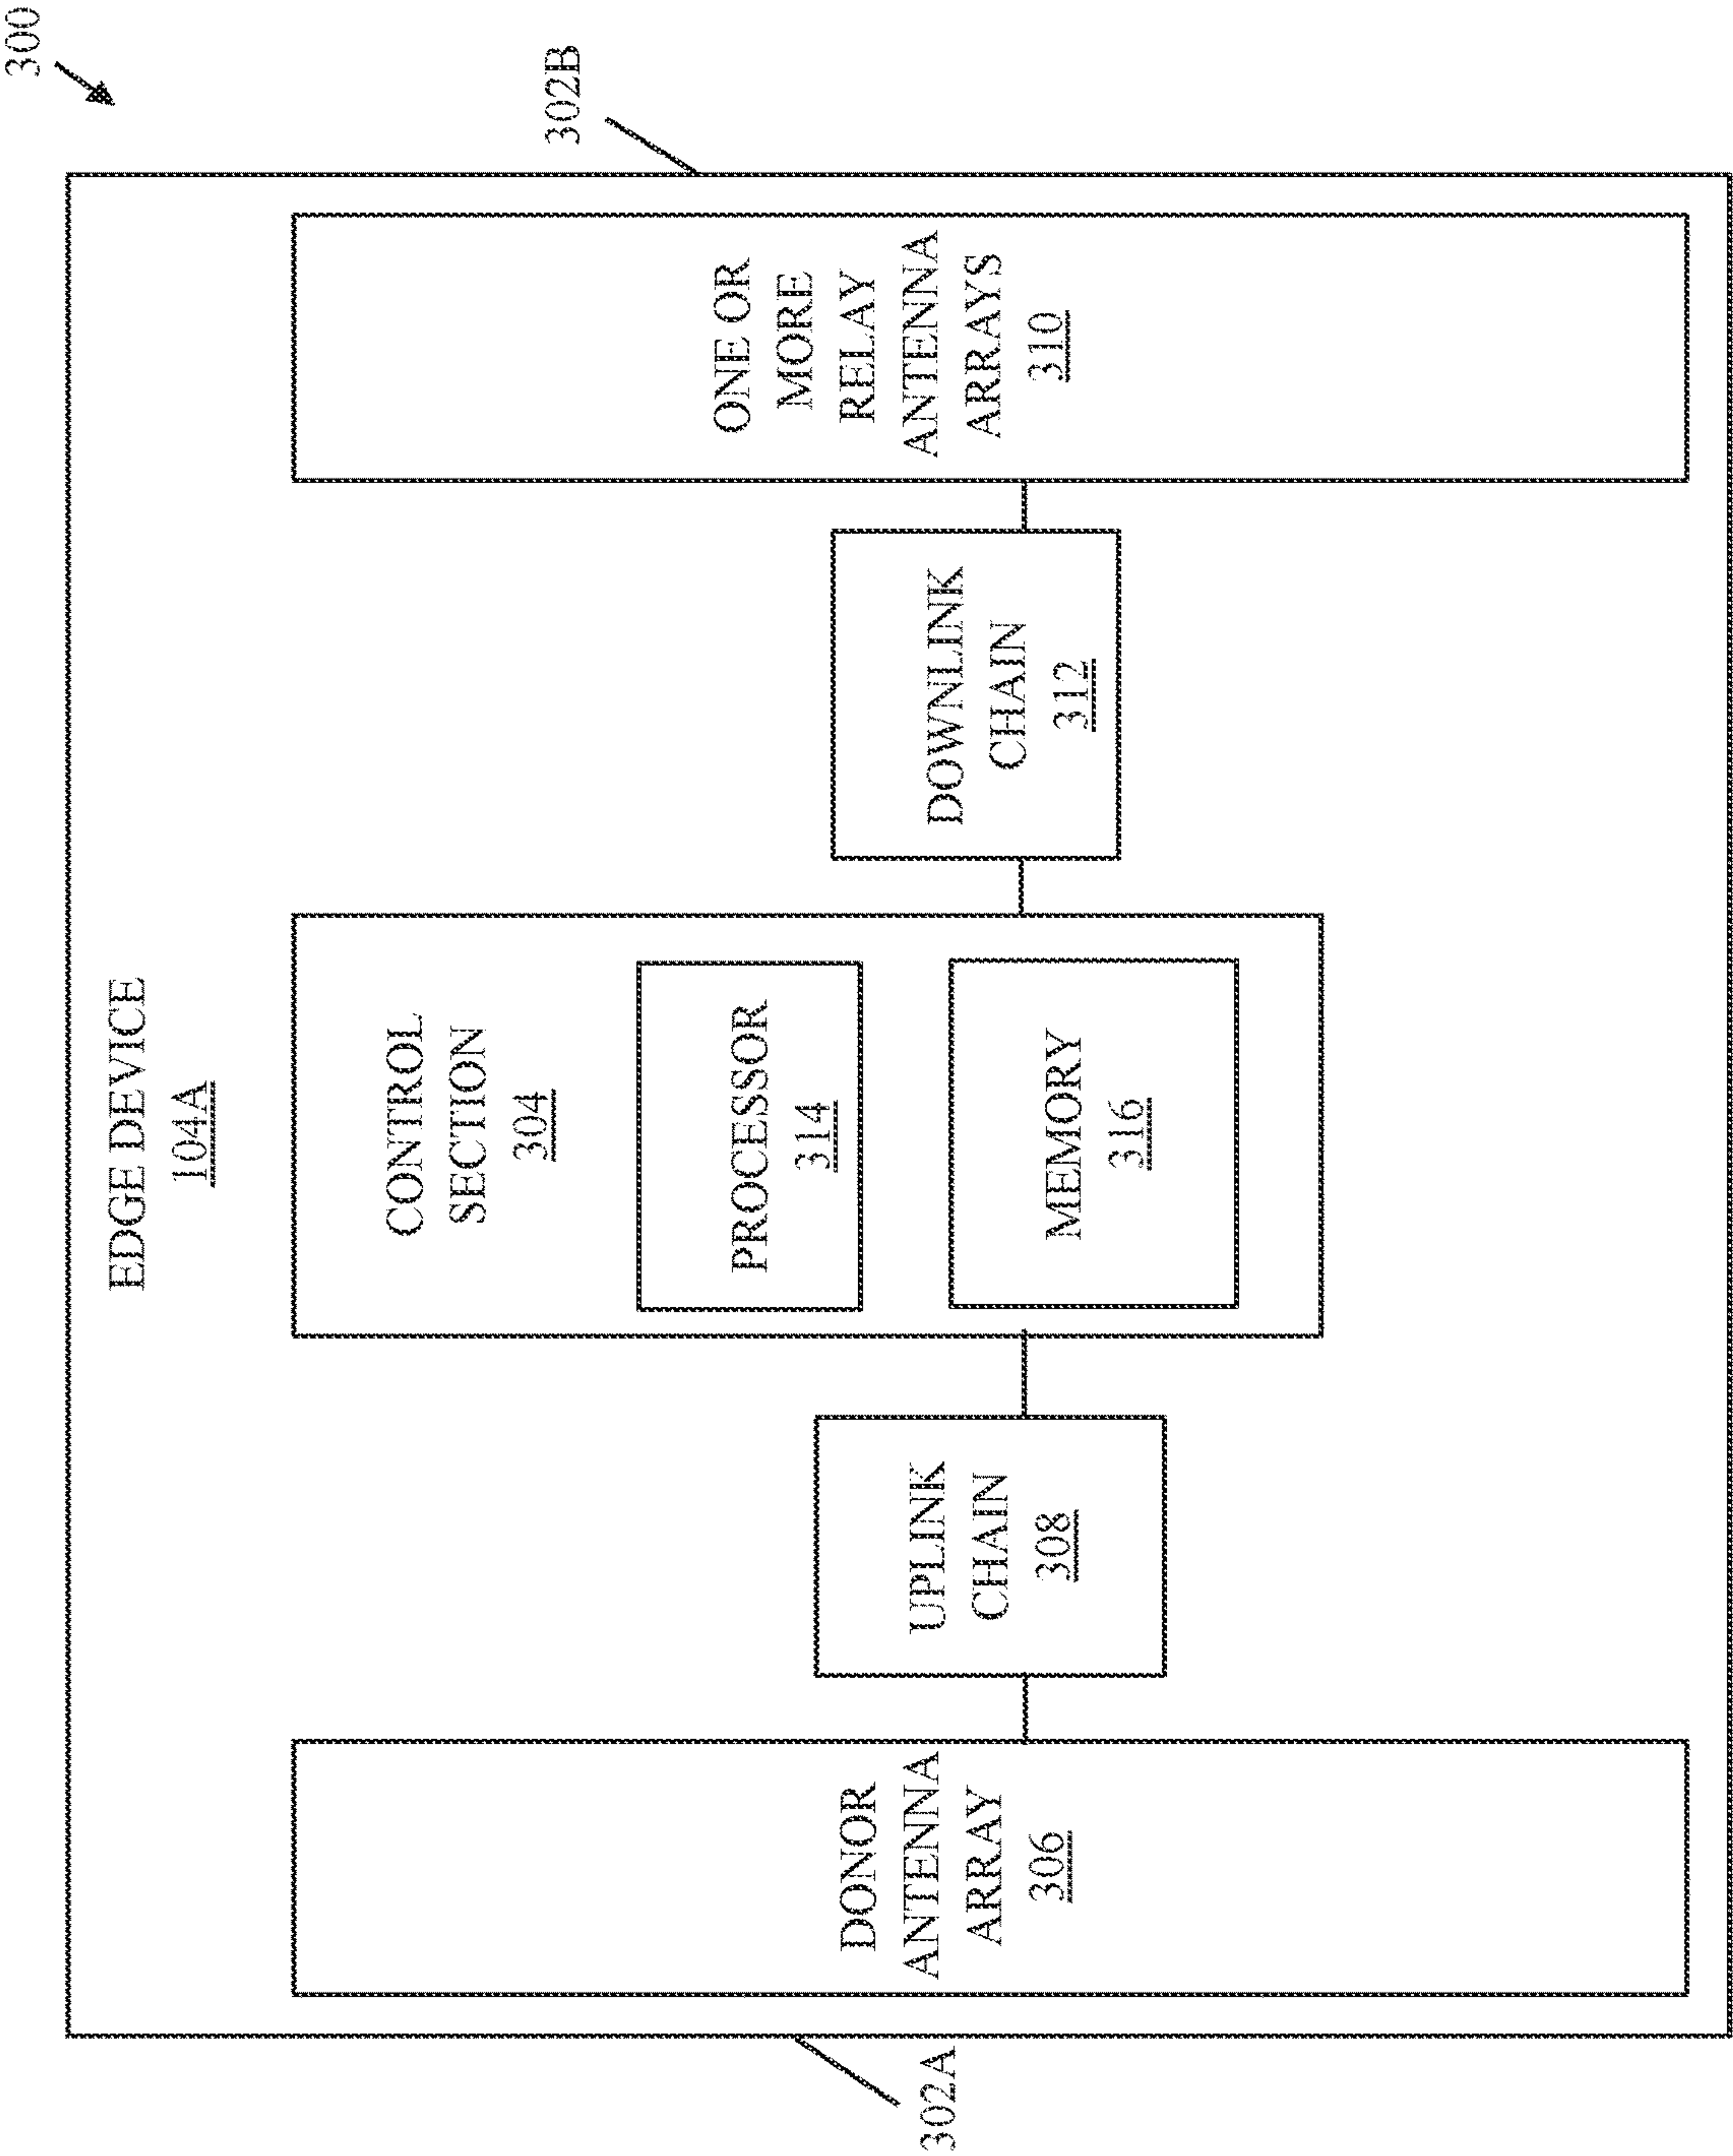 300
EDGE DEVICE
104A
302A
302B
DONOR
ANTENNA
ARRAY
306
UPLINK
CHAIN
308
CONTROL
SECTION
304
PROCESSOR
314
MEMORY
316
DOWNLINK
CHAIN
312
ONE OR
MORE
RELAY
ANTENNA
ARRAYS
310